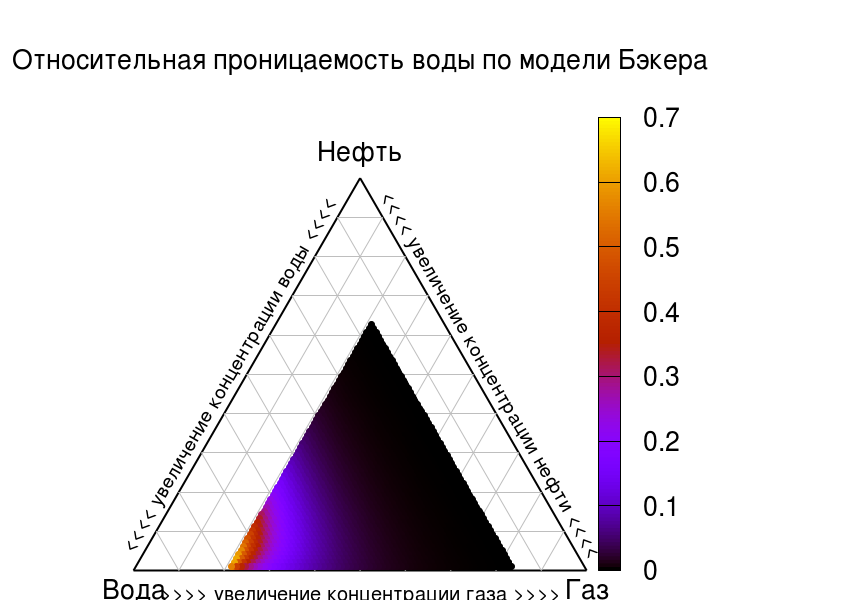 Относительная проницаемость воды по модели Бэкера
0.7
Нефть
0.6
0.5
0.4
0.3
0.2
0.1
0
<<<< увеличение концентрации воды <<<<
<<<< увеличение концентрации нефти <<<<
Вода
>>>> увеличение концентрации газа >>>>
Газ